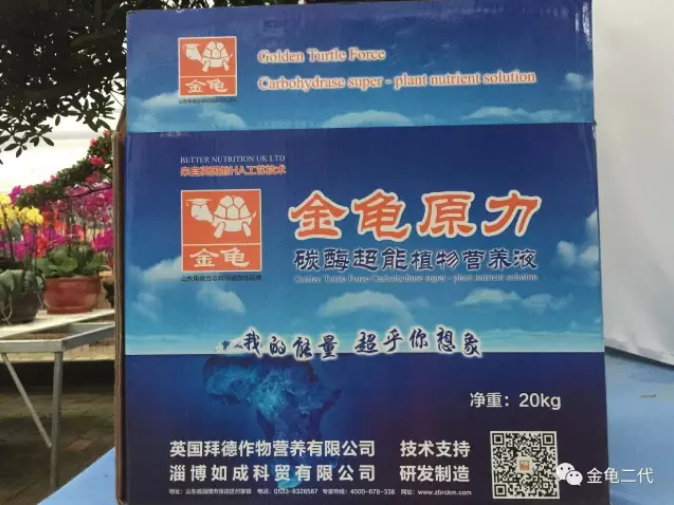 Golden Turtle Force
Carbohydrase super - plant nutrient solution
金龟
BETTER NUTRITION UK LTD
金龟原力
碳酶超能植物营养液
Golden Turtle Force Carbohydrase super - plant nutrient solution
金龟
我的能量 超乎你想象
净重：20kg
英国拜德作物营养有限公司 技术支持
淄博如成科贸有限公司 研发制造
金龟二代